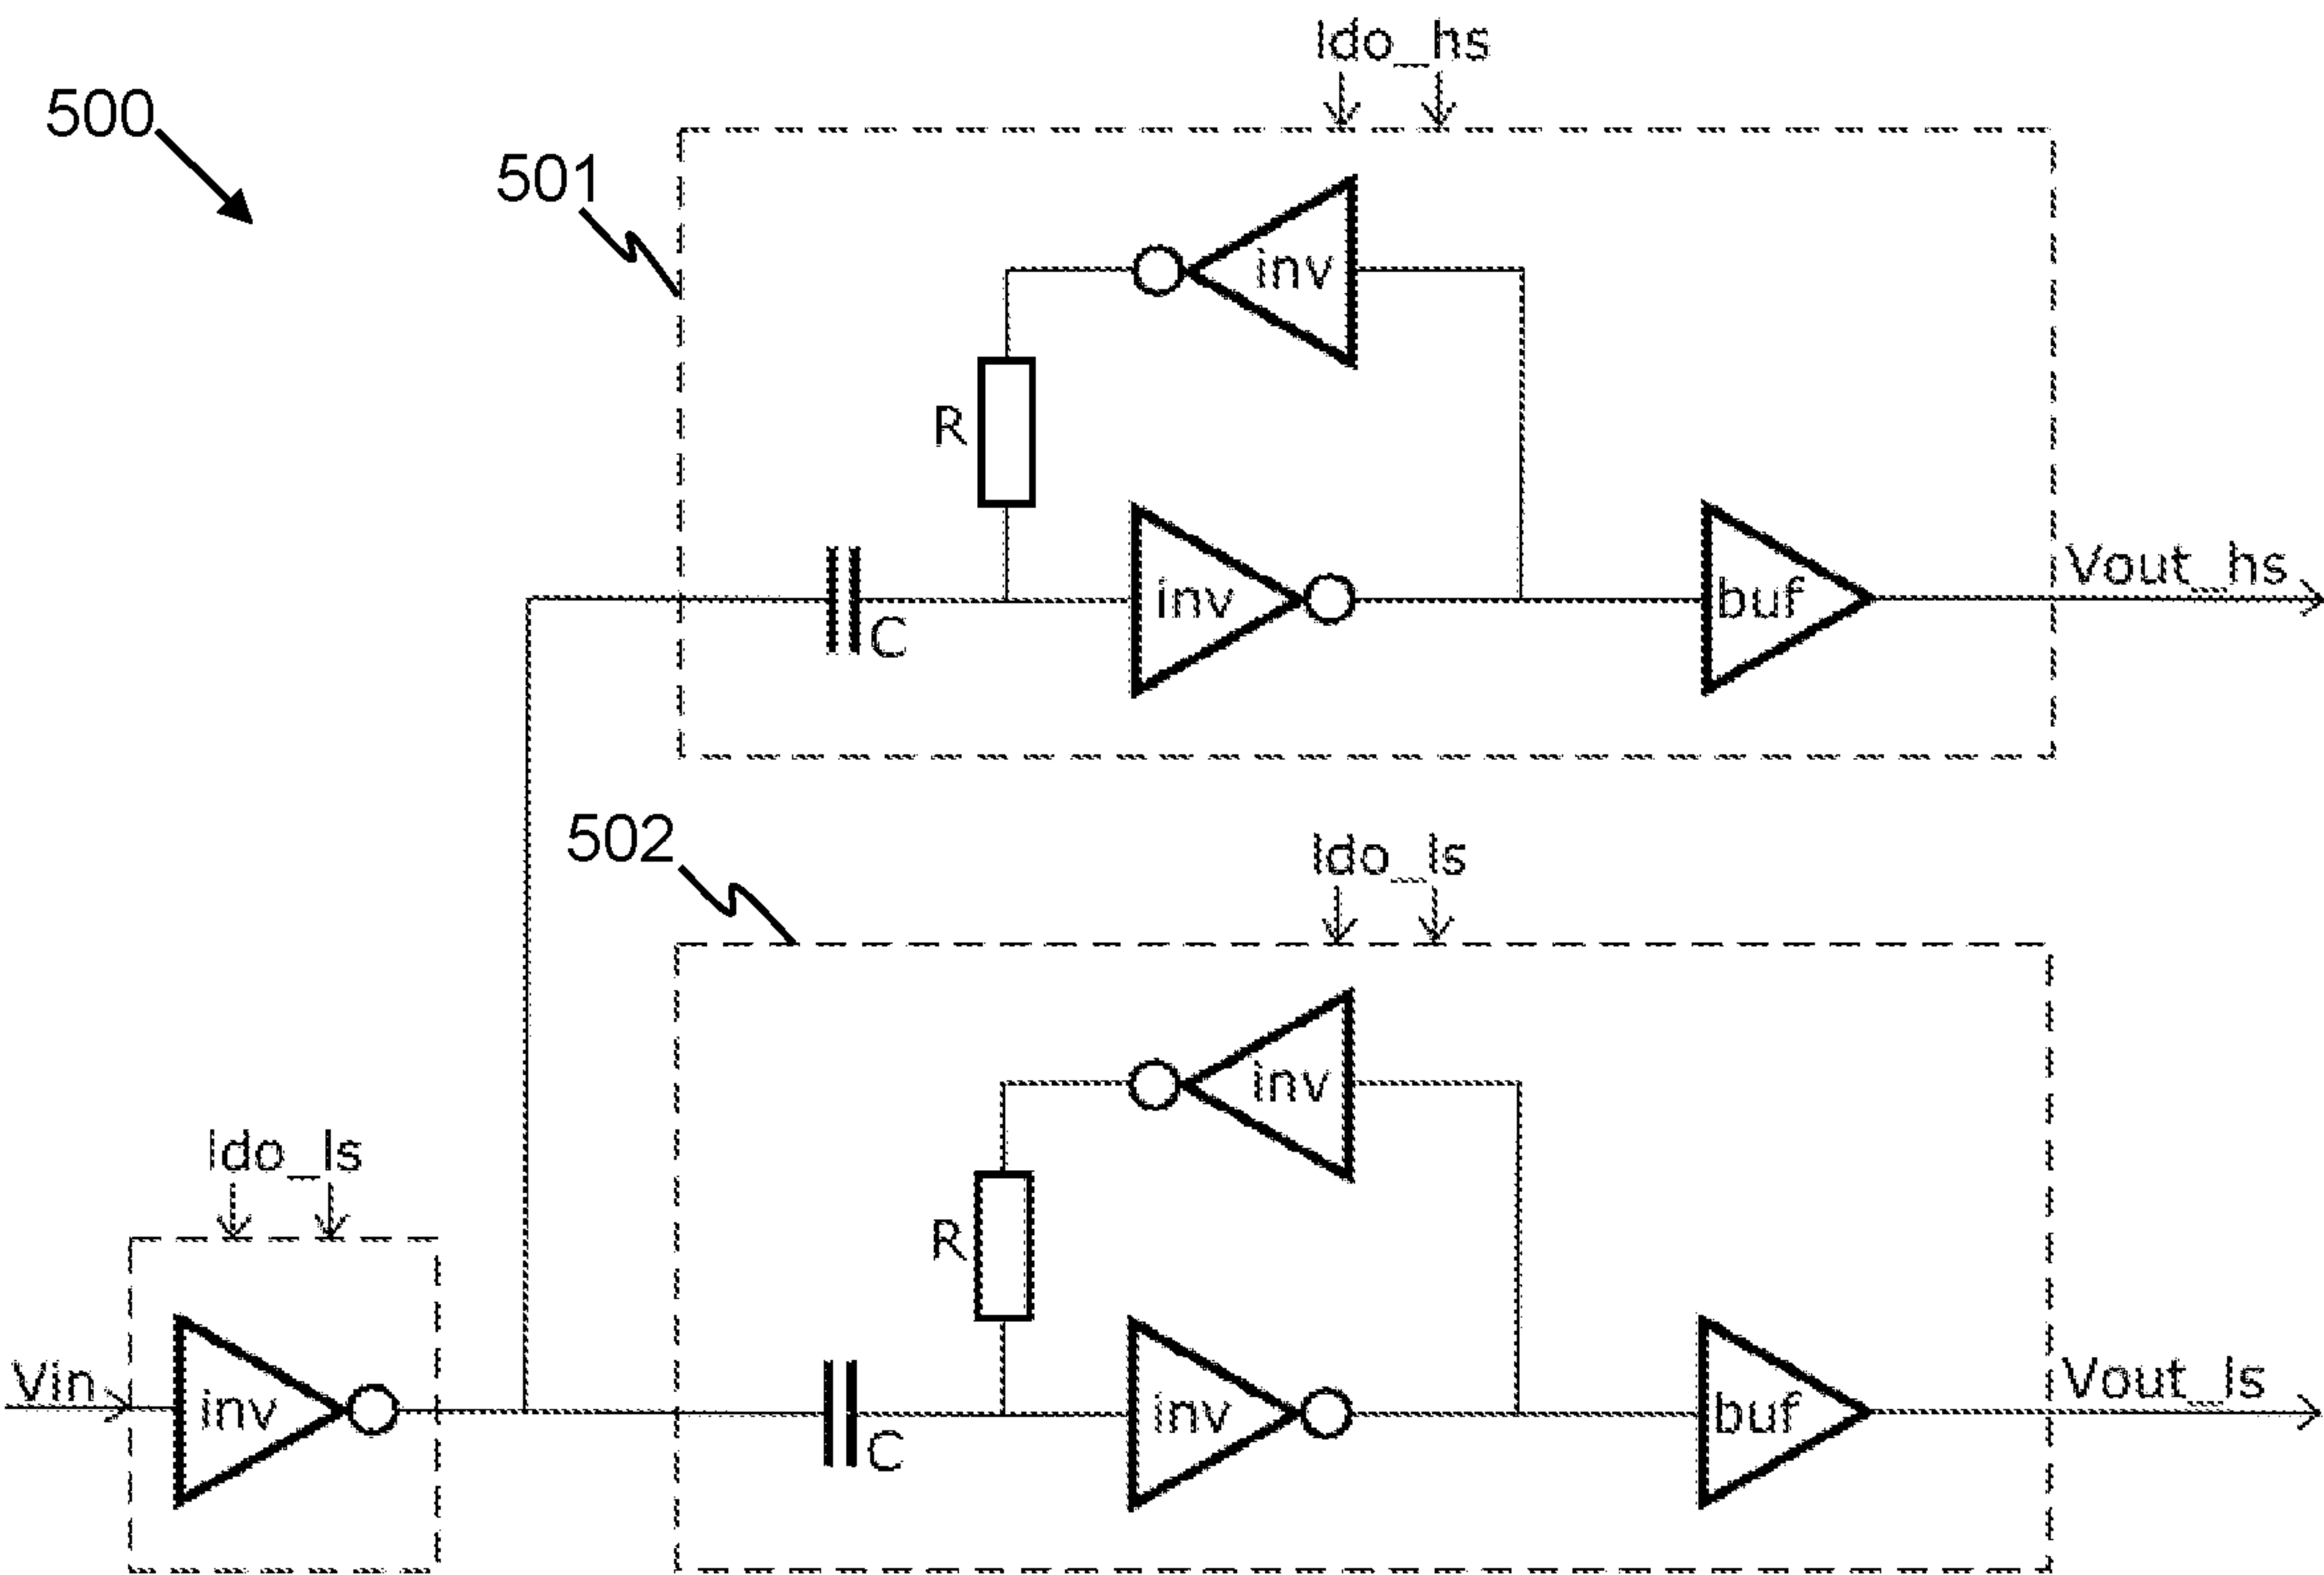 ldo_hs
500
501
inv
R
inv
buf
Vout_hs
C
502
ldo_ls
inv
ldo_ls
R
Vin
inv
inv
buf
Vout_ls
C